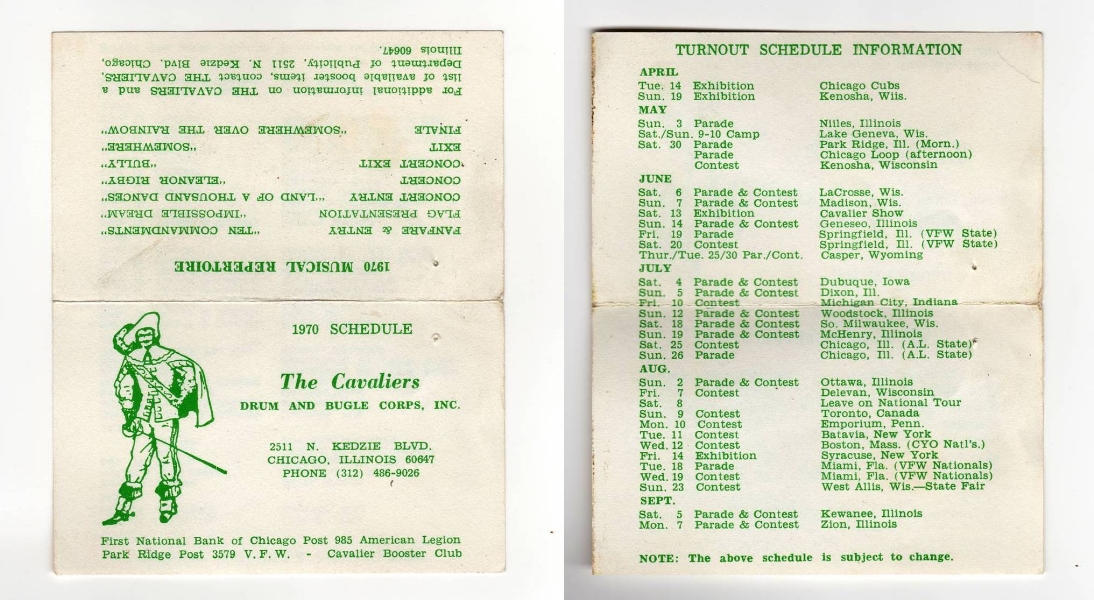 1970 MUSICAL REPERTOIRE
FANFARE & ENTRY "TEN COMMANDMENTS"
FLAG PRESENTATION "IMPOSSIBLE DREAM"
CONCERT ENTRY "LAND OF A THOUSAND DANCES"
CONCERT "ELEANOR RIGBY"
CONCERT EXIT "BULLY"
EXIT "SOMEWHERE"
FINALE "SOMEWHERE OVER THE RAINBOW"
For additional information on THE CAVALIERS and a
list of available booster items, contact THE CAVALIERS,
Department of Publicity, 2511 N. Kedzie Blvd. Chicago,
Illinois 60647.
1970 SCHEDULE
The Cavaliers
DRUM AND BUGLE CORPS, INC.
2511 N. KEDZIE BLVD.
CHICAGO, ILLINOIS 60647
PHONE (312) 486-9026
First National Bank of Chicago Post 985 American Legion
Park Ridge Post 3579 V.F.W. - Cavalier Booster Club
TURNOUT SCHEDULE INFORMATION
APRIL
Tue. 14 Exhibition Chicago Cubs
Sun. 19 Exhibition Kenosha, Wiis.
MAY
Sun. 3 Parade Niiles, Illinois
Sat./Sun. 9-10 Camp Lake Geneva, Wis.
Sat. 30 Parade Park Ridge, Ill. (Morn.)
Parade Chicago Loop (afternoon)
Contest Kenosha, Wisconsin
JUNE
Sat. 6 Parade & Contest LaCrosse, Wis.
Sun. 7 Parade & Contest Madison, Wis.
Sat. 13 Exhibition Cavalier Show
Sun. 14 Parade & Contest Geneseo, Illinois
Fri. 19 Parade Springfield, Ill. (VFW State)
Sat. 20 Contest Springfield, Ill. (VFW State)
Thur./Tue. 25/30 Par./Cont. Casper, Wyoming
JULY
Sat. 4 Parade & Contest Dubuque, Iowa
Sun. 5 Parade & Contest Dixon, Ill.
Fri. 10 Contest Michigan City, Indiana
Sun. 12 Parade & Contest Woodstock, Illinois
Sat. 18 Parade & Contest So. Milwaukee, Wis.
Sun. 19 Parade & Contest McHenry, Illinois
Sat. 25 Contest Chicago, Ill. (A.L. State)
Sun. 26 Parade Chicago, Ill. (A.L. State)
AUG.
Sun. 2 Parade & Contest Ottawa, Illinois
Fri. 7 Contest Delevan, Wisconsin
Sat. 8 Leave on National Tour
Sun. 9 Contest Toronto, Canada
Mon. 10 Contest Emporium, Penn.
Tue. 11 Contest Batavia, New York
Wed. 12 Contest Boston, Mass. (CYO Natl's.)
Fri. 14 Exhibition Syracuse, New York
Tue. 18 Parade Miami, Fla. (VFW Nationals)
Wed. 19 Contest Miami, Fla. (VFW Nationals)
Sun. 23 Contest West Allis, Wis.—State Fair
SEPT.
Sat. 5 Parade & Contest Kewanee, Illinois
Mon. 7 Parade & Contest Zion, Illinois
NOTE: The above schedule is subject to change.